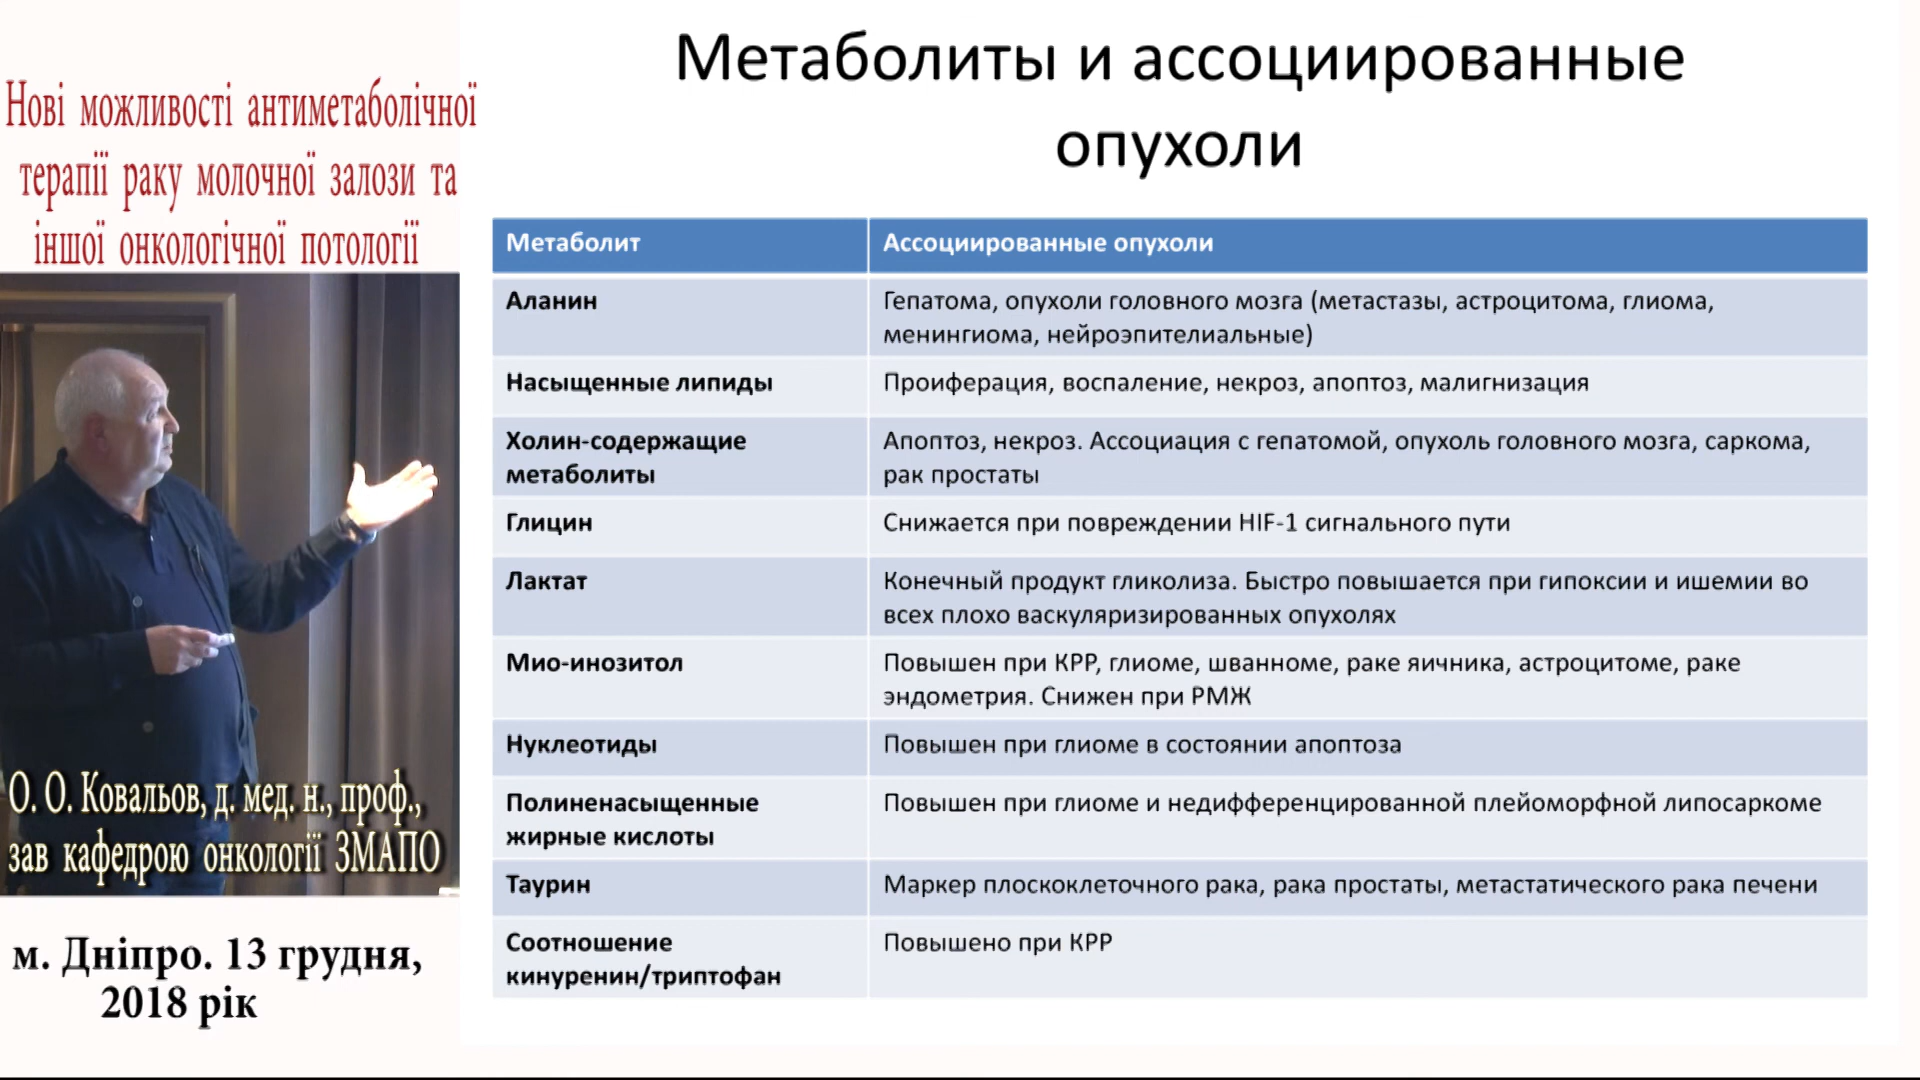 Нові можливості антиметаболічної
терапії раку молочної залози та
іншої онкологічної потології
О. О. Ковальов, д. мед. н., проф.,
зав кафедрою онкології ЗМАПО
м. Дніпро. 13 грудня,
2018 рік
Метаболиты и ассоциированные
опухоли
Метаболит
Ассоциированные опухоли
Аланин
Гепатома, опухоли головного мозга (метастазы, астроцитома, глиома,
менингиома, нейроэпителиальные)
Насыщенные липиды
Проиферация, воспаление, некроз, апоптоз, малигнизация
Холин-содержащие
метаболиты
Апоптоз, некроз. Ассоциация с гепатомой, опухоль головного мозга, саркома,
рак простаты
Глицин
Снижается при повреждении HIF-1 сигнального пути
Лактат
Конечный продукт гликолиза. Быстро повышается при гипоксии и ишемии во
всех плохо васкуляризированных опухолях
Мио-инозитол
Повышен при КРР, глиоме, шванноме, раке яичника, астроцитоме, раке
эндометрия. Снижен при РМЖ
Нуклеотиды
Повышен при глиоме в состоянии апоптоза
Полиненасыщенные
жирные кислоты
Повышен при глиоме и недифференцированной плейоморфной липосаркоме
Таурин
Маркер плоскоклеточного рака, рака простаты, метастатического рака печени
Соотношение
кинуренин/триптофан
Повышено при КРР